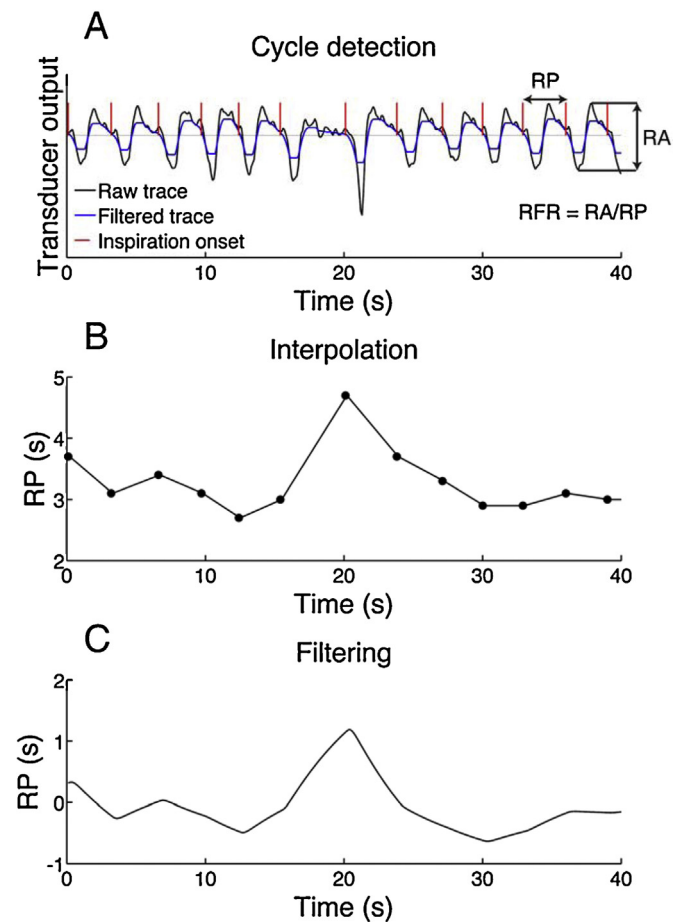 A
Cycle detection
Transducer output
RP
RA
Raw trace
Filtered trace
Inspiration onset
RFR = RA/RP
0 10 20 30 40
Time (s)
B
Interpolation
RP (s)
5
4
3
2
0 10 20 30 40
Time (s)
C
Filtering
RP (s)
2
1
0
-1
0 10 20 30 40
Time (s)